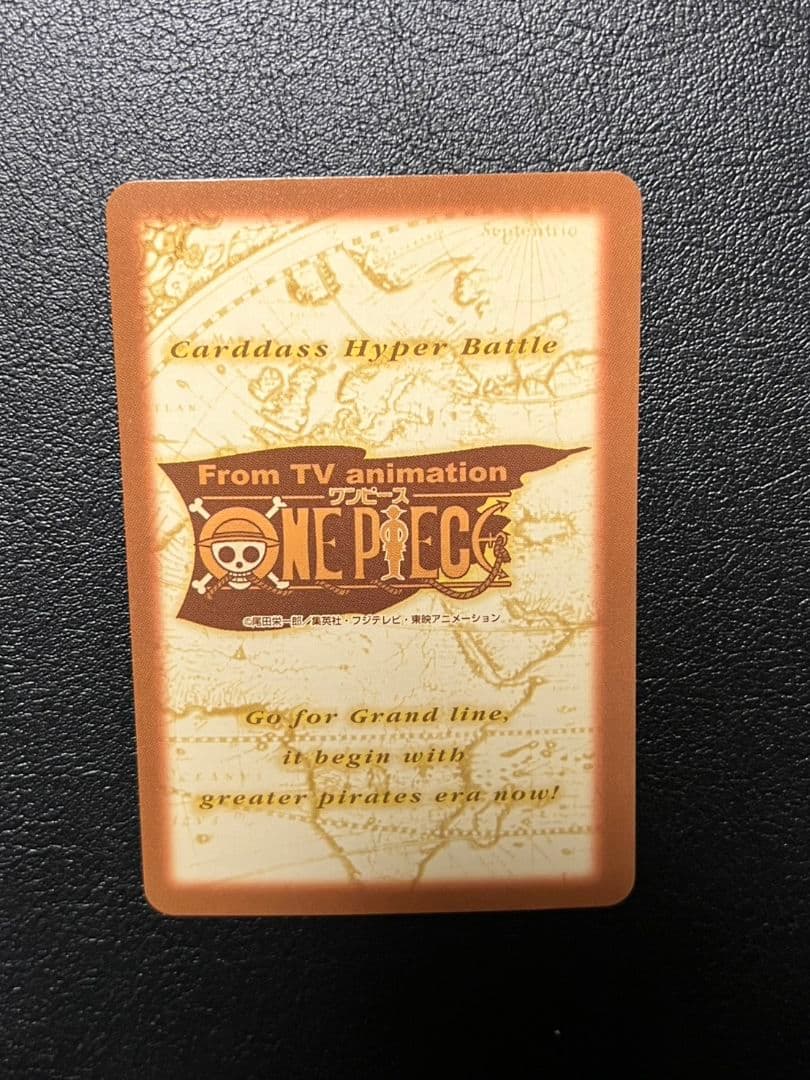 Septentrio
Carddass Hyper Battle
From TV animation
ワンピース
ONE PIECE
©尾田栄一郎／集英社・フジテレビ・東映アニメーション
Go for Grand line,
it begin with
greater pirates era now!